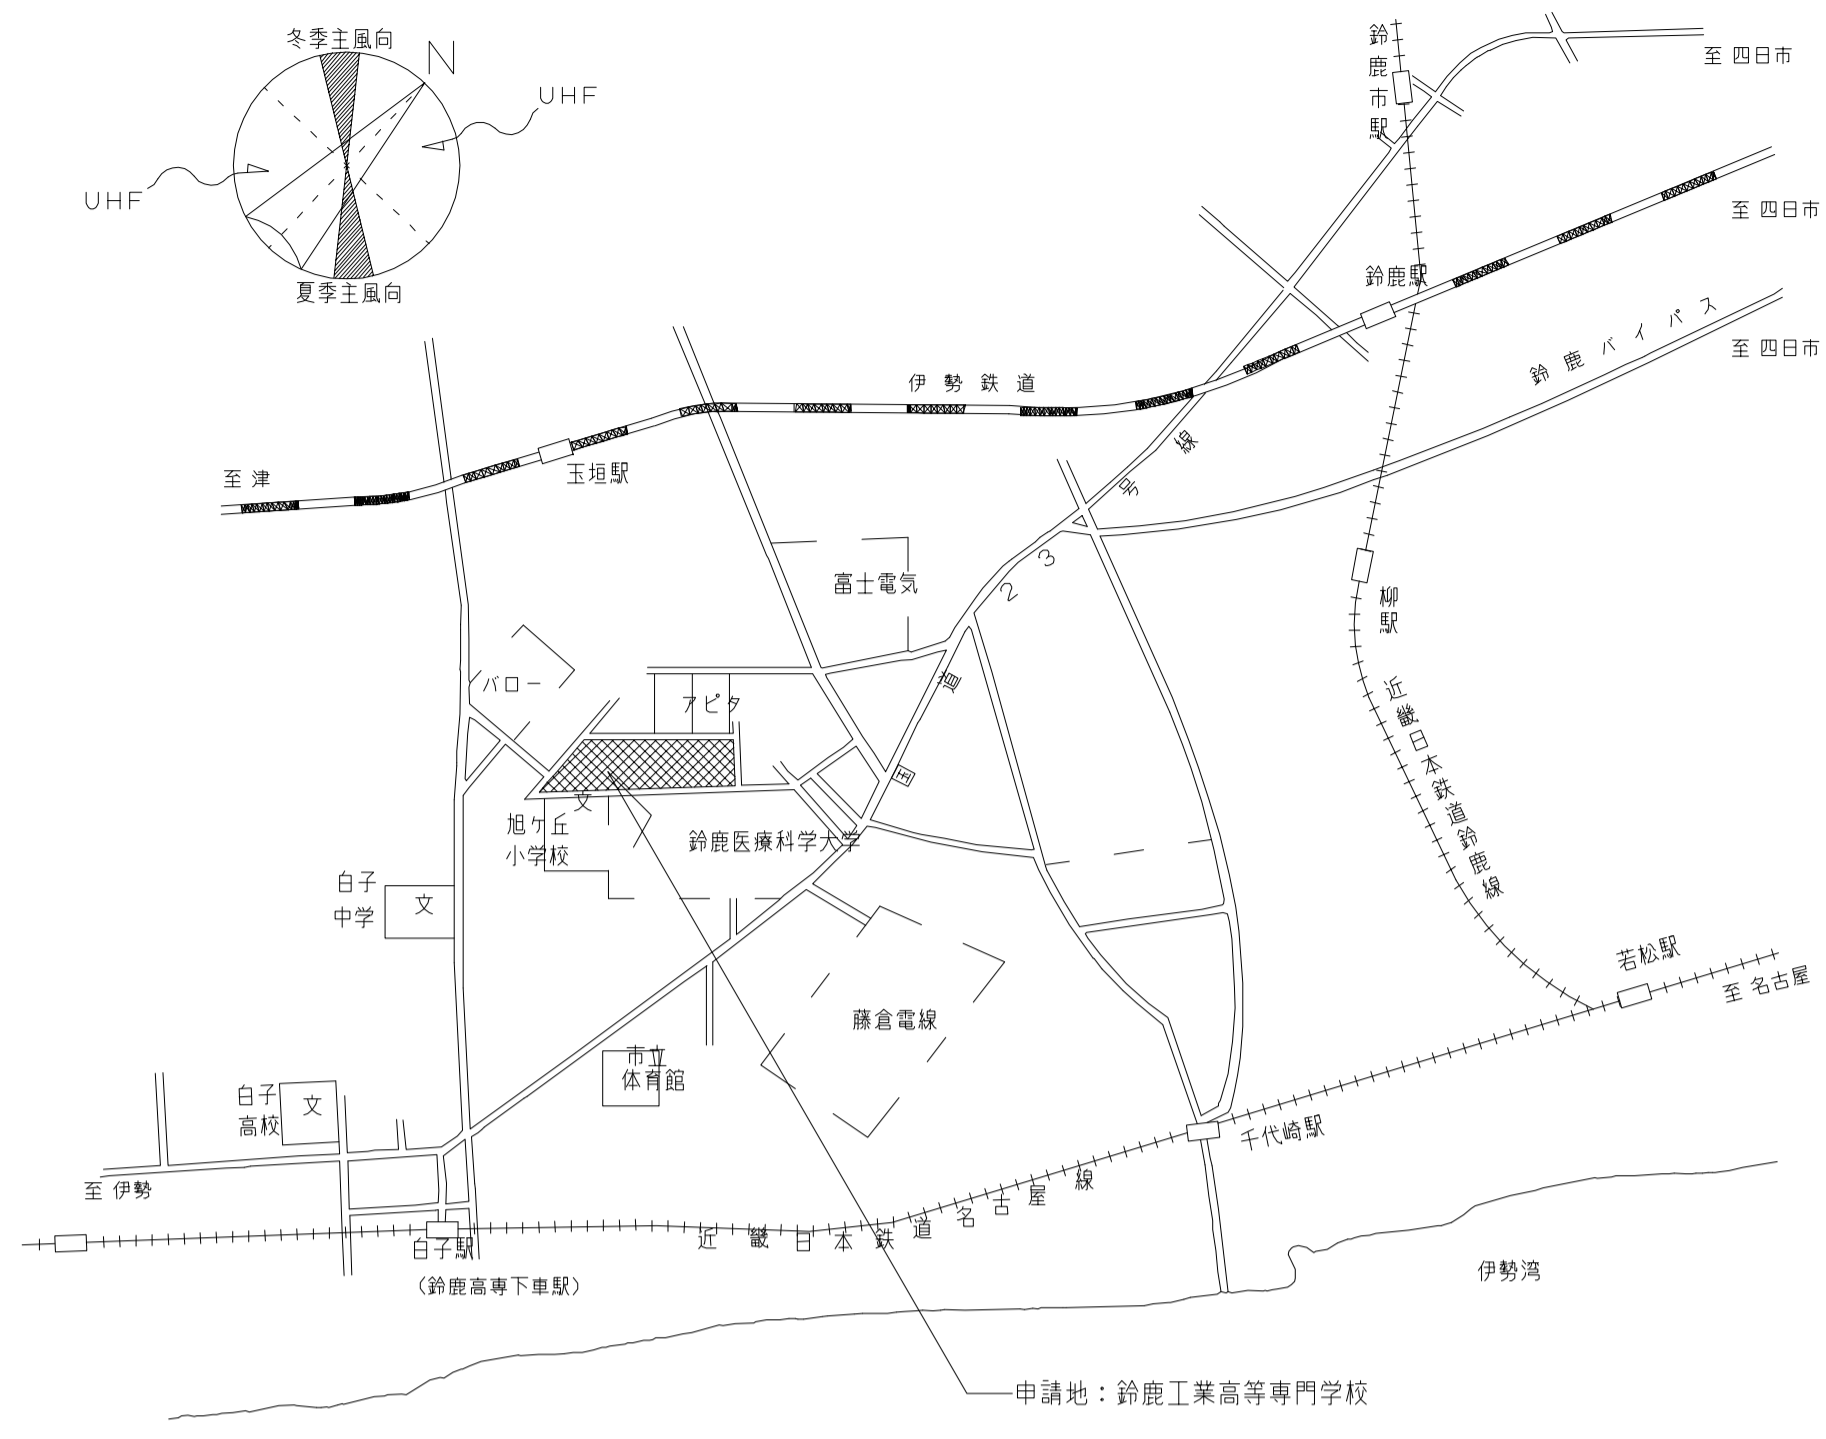 冬季主風向
N
UHF
UHF
夏季主風向
鈴鹿市駅
至 四日市
至 四日市
鈴鹿駅
鈴鹿バイパス
至 四日市
伊勢鉄道
至 津
玉垣駅
国道23号線
富士電気
柳駅
バロー
アピタ
近畿日本鉄道鈴鹿線
文
旭ケ丘
小学校
鈴鹿医療科学大学
白子
中学
文
若松駅
至 名古屋
藤倉電線
市立
体育館
白子
高校
文
千代崎駅
至 伊勢
近畿日本鉄道名古屋線
白子駅
(鈴鹿高専下車駅)
伊勢湾
申請地:鈴鹿工業高等専門学校